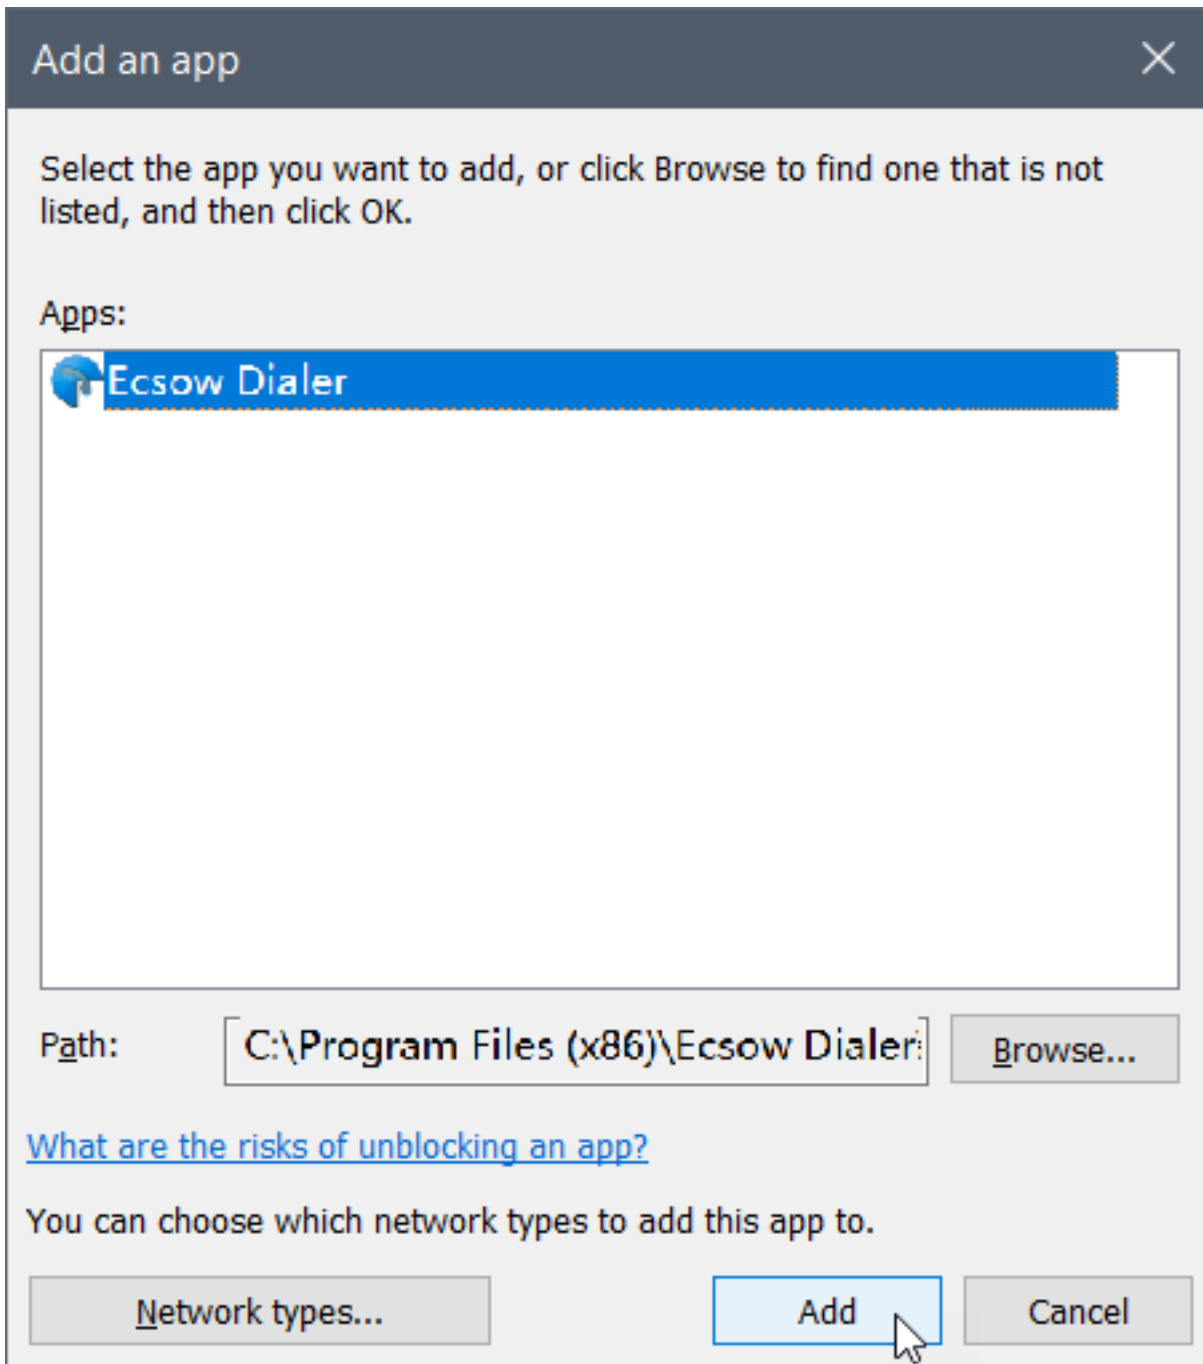 Add an app
Select the app you want to add, or click Browse to find one that is not
listed, and then click OK.
Apps:
Ecsow Dialer
Path:
C:\Program Files (x86)\Ecsow Dialer
Browse...
What are the risks of unblocking an app?
You can choose which network types to add this app to.
Network types...
Add
Cancel